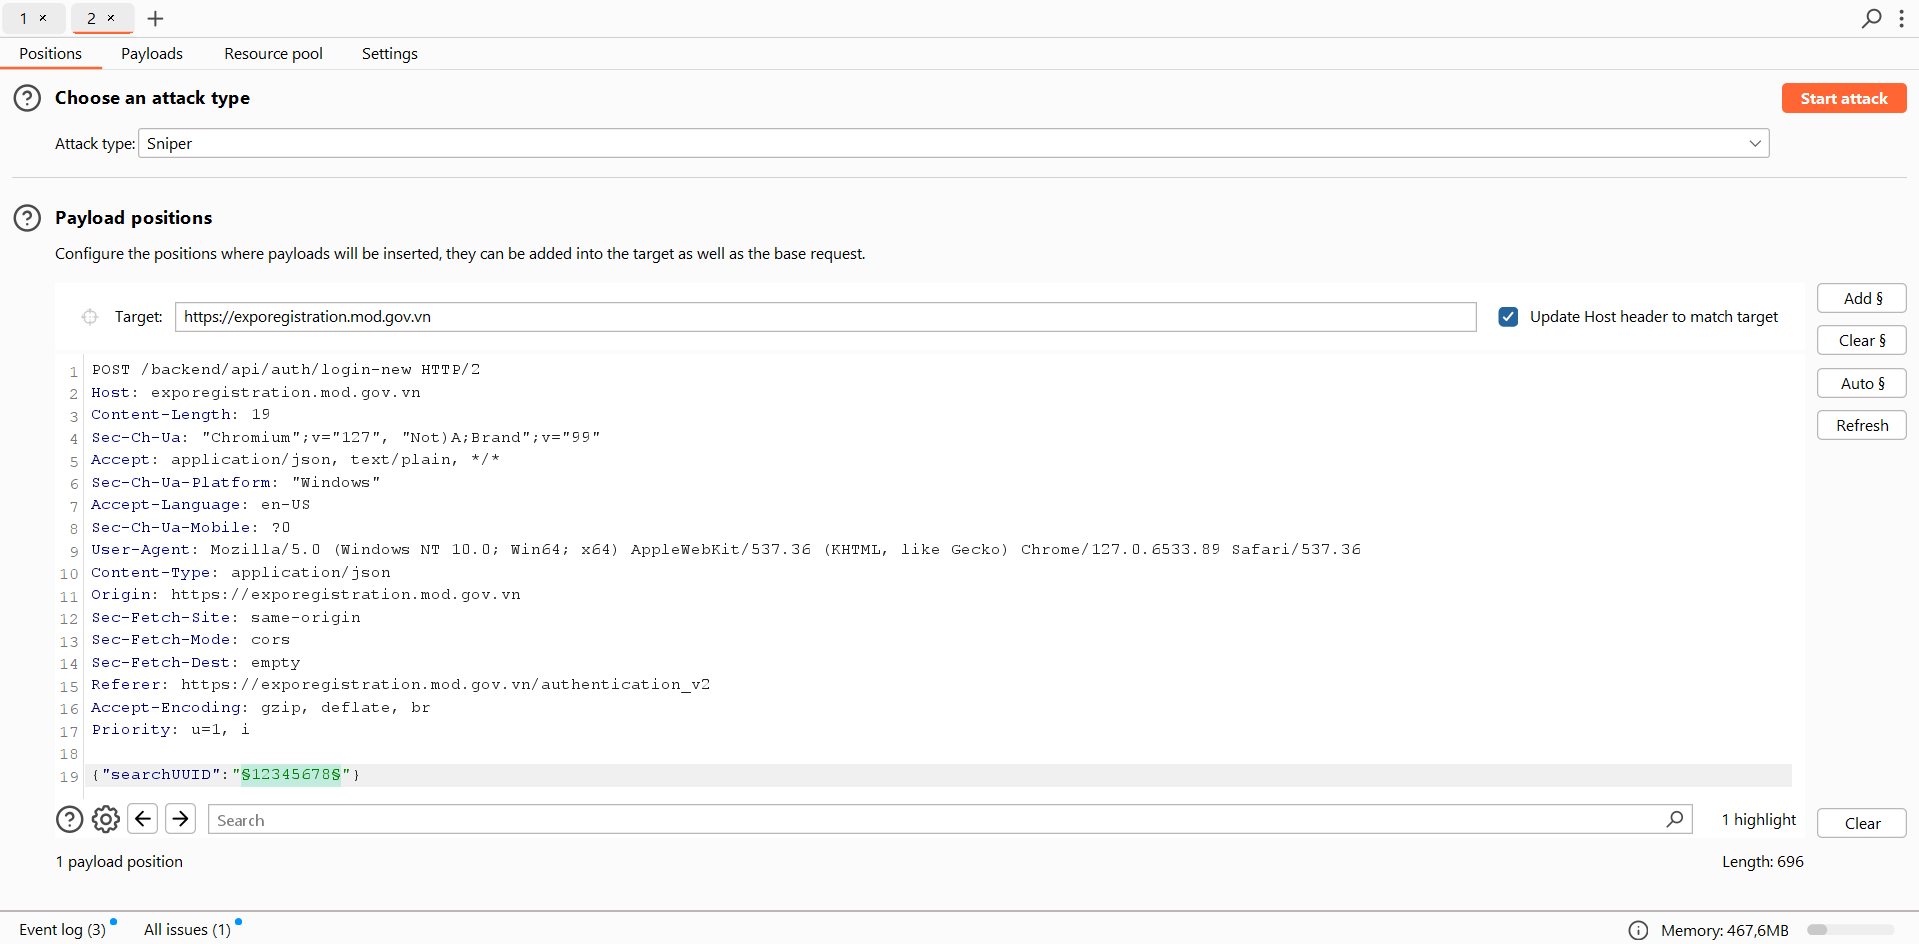 1 × 2 × +
Positions Payloads Resource pool Settings
? Choose an attack type Start attack
Attack type: Sniper
? Payload positions
Configure the positions where payloads will be inserted, they can be added into the target as well as the base request.
Target: https://exporegistration.mod.gov.vn Update Host header to match target
Add §
Clear §
Auto §
Refresh
1 POST /backend/api/auth/login-new HTTP/2
2 Host: exporegistration.mod.gov.vn
3 Content-Length: 19
4 Sec-Ch-Ua: "Chromium";v="127", "Not)A;Brand";v="99"
5 Accept: application/json, text/plain, */*
6 Sec-Ch-Ua-Platform: "Windows"
7 Accept-Language: en-US
8 Sec-Ch-Ua-Mobile: ?0
9 User-Agent: Mozilla/5.0 (Windows NT 10.0; Win64; x64) AppleWebKit/537.36 (KHTML, like Gecko) Chrome/127.0.6533.89 Safari/537.36
10 Content-Type: application/json
11 Origin: https://exporegistration.mod.gov.vn
12 Sec-Fetch-Site: same-origin
13 Sec-Fetch-Mode: cors
14 Sec-Fetch-Dest: empty
15 Referer: https://exporegistration.mod.gov.vn/authentication_v2
16 Accept-Encoding: gzip, deflate, br
17 Priority: u=1, i
18
19 {"searchUUID":"§12345678§"}
? Search 1 highlight Clear
1 payload position Length: 696
Event log (3) All issues (1) Memory: 467,6MB